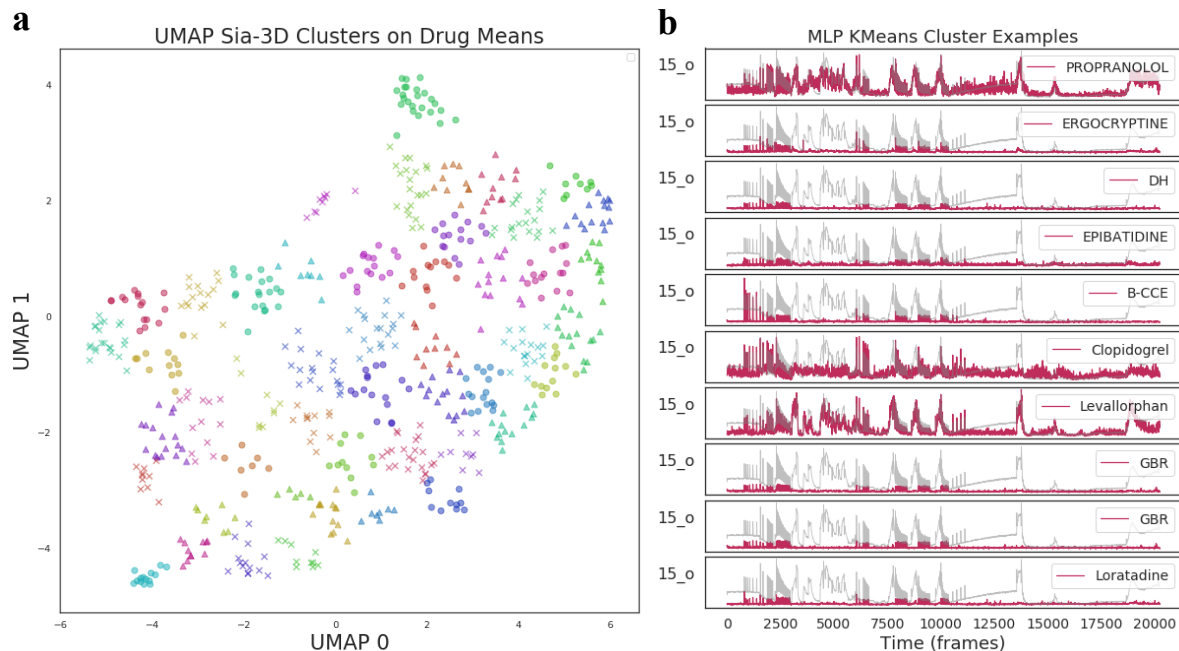 a
UMAP Sia-3D Clusters on Drug Means
4
2
0
−2
−4
UMAP 1
−6
−4
−2
0
2
4
6
UMAP 0
b
MLP KMeans Cluster Examples
15_o
PROPRANOLOL
15_o
ERGOCRYPTINE
15_o
DH
15_o
EPIBATIDINE
15_o
B-CCE
15_o
Clopidogrel
15_o
Levallorphan
15_o
GBR
15_o
GBR
15_o
Loratadine
0
2500
5000
7500
10000
12500
15000
17500
20000
Time (frames)